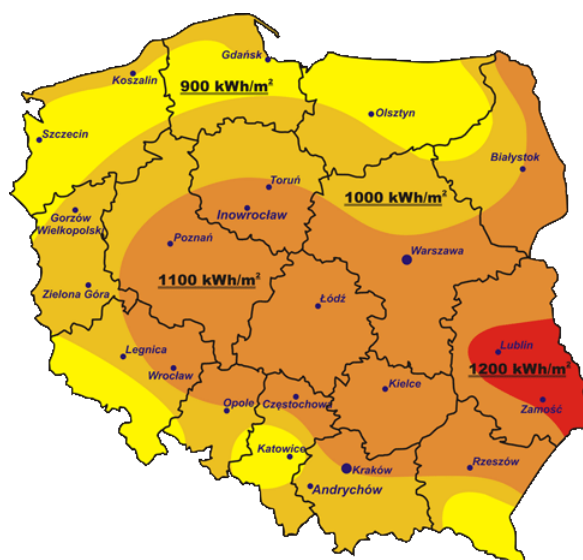 Gdańsk
Koszalin
900 kWh/m²
Olsztyn
Szczecin
Białystok
Toruń
1000 kWh/m²
Inowrocław
Gorzów
Wielkopolski
Poznań
Warszawa
1100 kWh/m²
Zielona Góra
Łódź
Legnica
Lublin
Wrocław
1200 kWh/m²
Kielce
Opole
Częstochowa
Zamość
Katowice
Kraków
Rzeszów
Andrychów